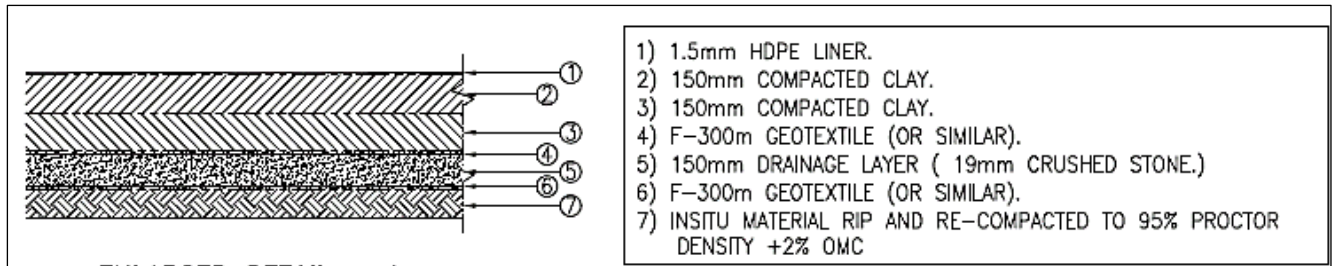 1) 1.5mm HDPE LINER.
2) 150mm COMPACTED CLAY.
3) 150mm COMPACTED CLAY.
4) F-300m GEOTEXTILE (OR SIMILAR).
5) 150mm DRAINAGE LAYER ( 19mm CRUSHED STONE.)
6) F-300m GEOTEXTILE (OR SIMILAR).
7) INSITU MATERIAL RIP AND RE-COMPACTED TO 95% PROCTOR
DENSITY +2% OMC
1
2
3
4
5
6
7